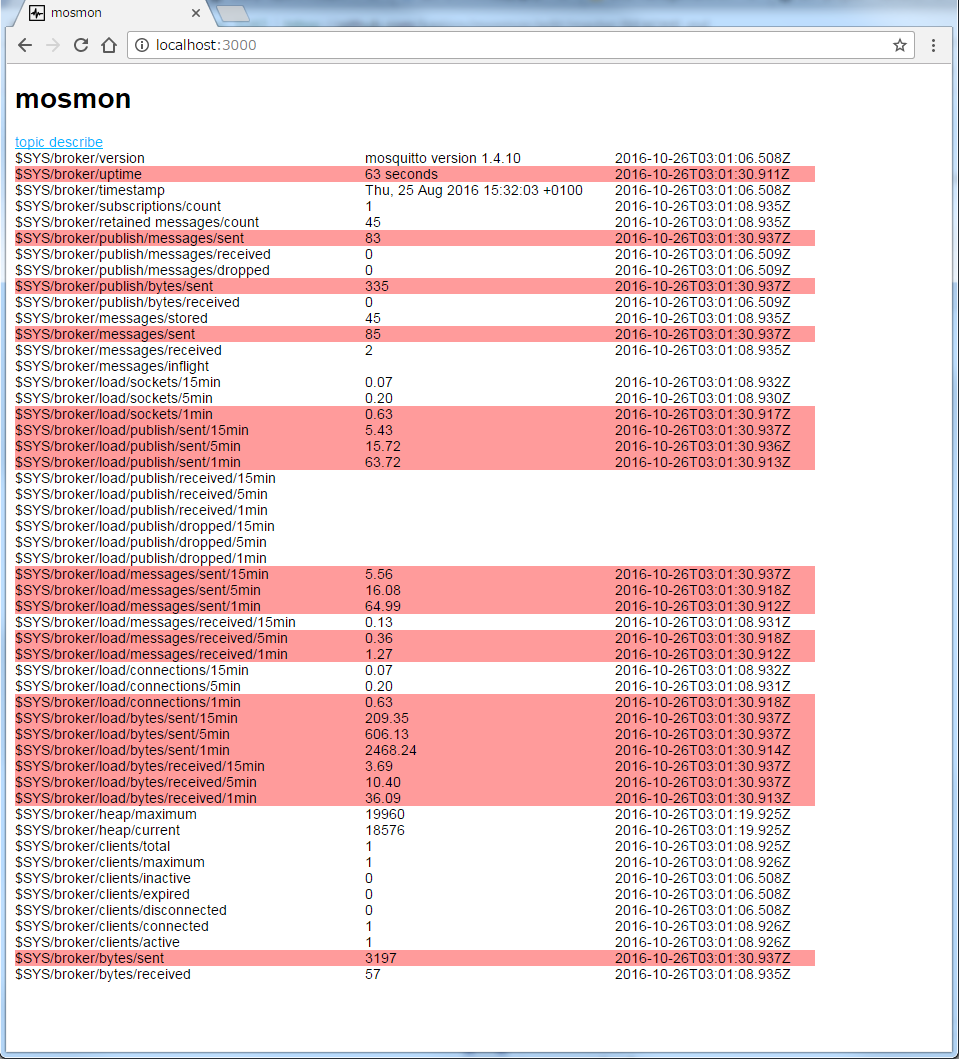 mosmon
localhost:3000
mosmon
topic describe
$SYS/broker/version mosquitto version 1.4.10 2016-10-26T03:01:06.508Z
$SYS/broker/uptime 63 seconds 2016-10-26T03:01:30.911Z
$SYS/broker/timestamp Thu, 25 Aug 2016 15:32:03 +0100 2016-10-26T03:01:06.508Z
$SYS/broker/subscriptions/count 1 2016-10-26T03:01:08.935Z
$SYS/broker/retained messages/count 45 2016-10-26T03:01:08.935Z
$SYS/broker/publish/messages/sent 83 2016-10-26T03:01:30.937Z
$SYS/broker/publish/messages/received 0 2016-10-26T03:01:06.509Z
$SYS/broker/publish/messages/dropped 0 2016-10-26T03:01:06.509Z
$SYS/broker/publish/bytes/sent 335 2016-10-26T03:01:30.937Z
$SYS/broker/publish/bytes/received 0 2016-10-26T03:01:06.509Z
$SYS/broker/messages/stored 45 2016-10-26T03:01:08.935Z
$SYS/broker/messages/sent 85 2016-10-26T03:01:30.937Z
$SYS/broker/messages/received 2 2016-10-26T03:01:08.935Z
$SYS/broker/messages/inflight
$SYS/broker/load/sockets/15min 0.07 2016-10-26T03:01:08.932Z
$SYS/broker/load/sockets/5min 0.20 2016-10-26T03:01:08.930Z
$SYS/broker/load/sockets/1min 0.63 2016-10-26T03:01:30.917Z
$SYS/broker/load/publish/sent/15min 5.43 2016-10-26T03:01:30.937Z
$SYS/broker/load/publish/sent/5min 15.72 2016-10-26T03:01:30.936Z
$SYS/broker/load/publish/sent/1min 63.72 2016-10-26T03:01:30.913Z
$SYS/broker/load/publish/received/15min
$SYS/broker/load/publish/received/5min
$SYS/broker/load/publish/received/1min
$SYS/broker/load/publish/dropped/15min
$SYS/broker/load/publish/dropped/5min
$SYS/broker/load/publish/dropped/1min
$SYS/broker/load/messages/sent/15min 5.56 2016-10-26T03:01:30.937Z
$SYS/broker/load/messages/sent/5min 16.08 2016-10-26T03:01:30.918Z
$SYS/broker/load/messages/sent/1min 64.99 2016-10-26T03:01:30.912Z
$SYS/broker/load/messages/received/15min 0.13 2016-10-26T03:01:08.931Z
$SYS/broker/load/messages/received/5min 0.36 2016-10-26T03:01:30.918Z
$SYS/broker/load/messages/received/1min 1.27 2016-10-26T03:01:30.912Z
$SYS/broker/load/connections/15min 0.07 2016-10-26T03:01:08.932Z
$SYS/broker/load/connections/5min 0.20 2016-10-26T03:01:08.931Z
$SYS/broker/load/connections/1min 0.63 2016-10-26T03:01:30.918Z
$SYS/broker/load/bytes/sent/15min 209.35 2016-10-26T03:01:30.937Z
$SYS/broker/load/bytes/sent/5min 606.13 2016-10-26T03:01:30.937Z
$SYS/broker/load/bytes/sent/1min 2468.24 2016-10-26T03:01:30.914Z
$SYS/broker/load/bytes/received/15min 3.69 2016-10-26T03:01:30.937Z
$SYS/broker/load/bytes/received/5min 10.40 2016-10-26T03:01:30.937Z
$SYS/broker/load/bytes/received/1min 36.09 2016-10-26T03:01:30.913Z
$SYS/broker/heap/maximum 19960 2016-10-26T03:01:19.925Z
$SYS/broker/heap/current 18576 2016-10-26T03:01:19.925Z
$SYS/broker/clients/total 1 2016-10-26T03:01:08.925Z
$SYS/broker/clients/maximum 1 2016-10-26T03:01:08.926Z
$SYS/broker/clients/inactive 0 2016-10-26T03:01:06.508Z
$SYS/broker/clients/expired 0 2016-10-26T03:01:06.508Z
$SYS/broker/clients/disconnected 0 2016-10-26T03:01:06.508Z
$SYS/broker/clients/connected 1 2016-10-26T03:01:08.926Z
$SYS/broker/clients/active 1 2016-10-26T03:01:08.926Z
$SYS/broker/bytes/sent 3197 2016-10-26T03:01:30.937Z
$SYS/broker/bytes/received 57 2016-10-26T03:01:08.935Z